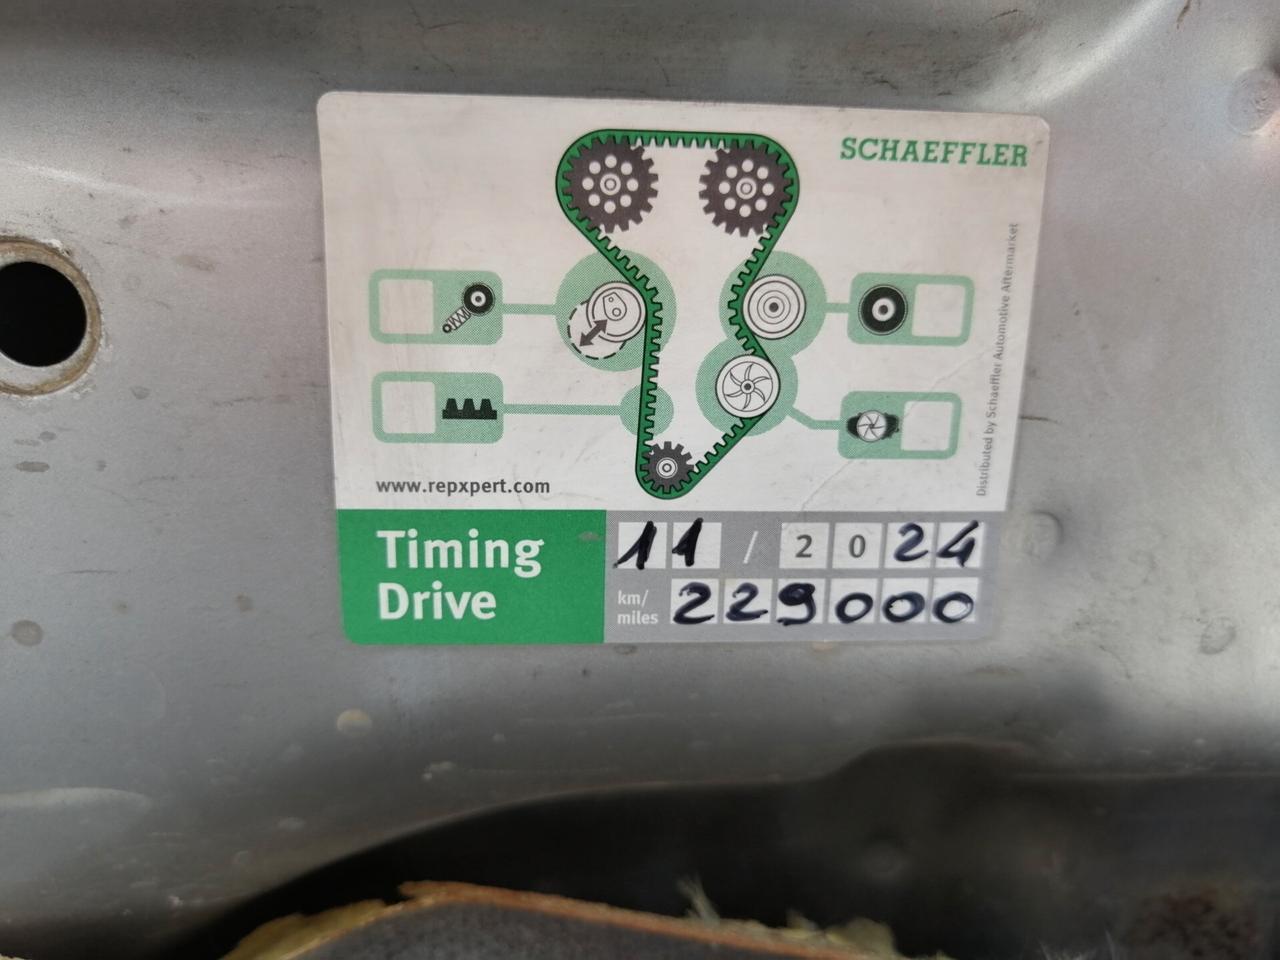 SCHAEFFLER
Distributed by Schaeffler Automotive Aftermarket
www.repxpert.com
Timing
Drive
11 / 2024
km/
miles
229000